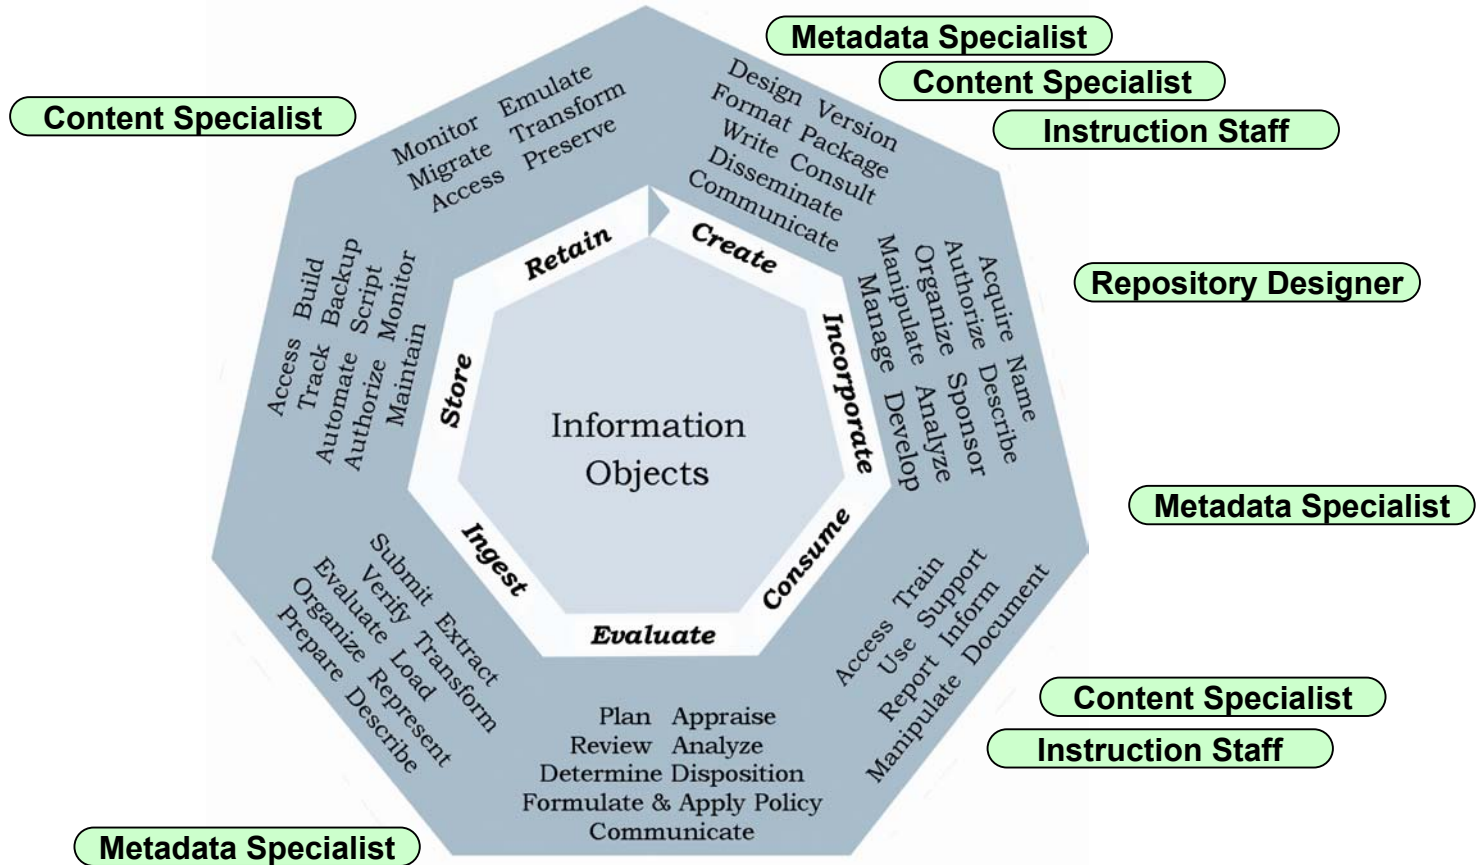 Metadata Specialist
Content Specialist
Instruction Staff
Content Specialist
Monitor Emulate
Migrate Transform
Access Preserve
Design Version
Format Package
Write Consult
Disseminate
Communicate
Retain
Create
Repository Designer
Acquire Name
Authorize Describe
Organize Sponsor
Manipulate Analyze
Manage Develop
Incorporate
Access Build
Track Backup
Automate Script
Authorize Monitor
Maintain
Store
Information
Objects
Metadata Specialist
Consume
Access Train
Use Support
Report Inform
Manipulate Document
Content Specialist
Instruction Staff
Ingest
Submit Extract
Verify Transform
Evaluate Load
Organize Represent
Prepare Describe
Evaluate
Plan Appraise
Review Analyze
Determine Disposition
Formulate & Apply Policy
Communicate
Metadata Specialist